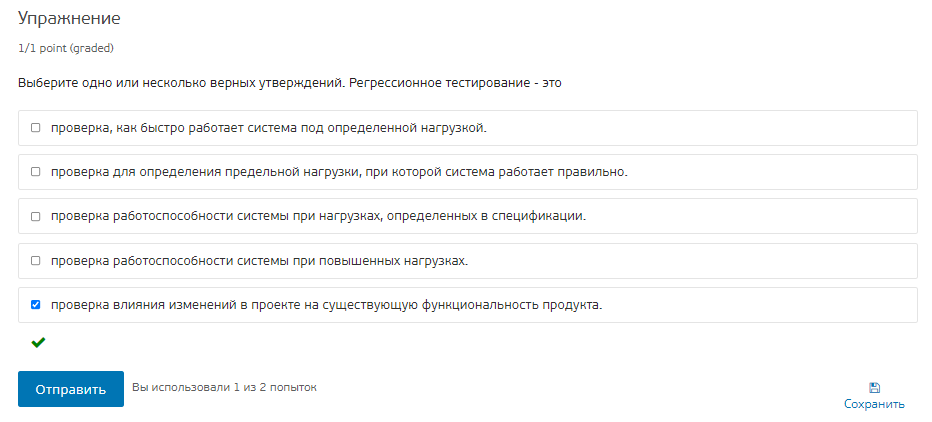 Упражнение
1/1 point (graded)
Выберите одно или несколько верных утверждений. Регрессионное тестирование - это
проверка, как быстро работает система под определенной нагрузкой.
проверка для определения предельной нагрузки, при которой система работает правильно.
проверка работоспособности системы при нагрузках, определенных в спецификации.
проверка работоспособности системы при повышенных нагрузках.
проверка влияния изменений в проекте на существующую функциональность продукта.
Отправить
Вы использовали 1 из 2 попыток
Сохранить